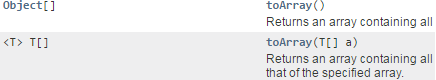 Object[] toArray()
Returns an array containing all
<T> T[] toArray(T[] a)
Returns an array containing all
that of the specified array.